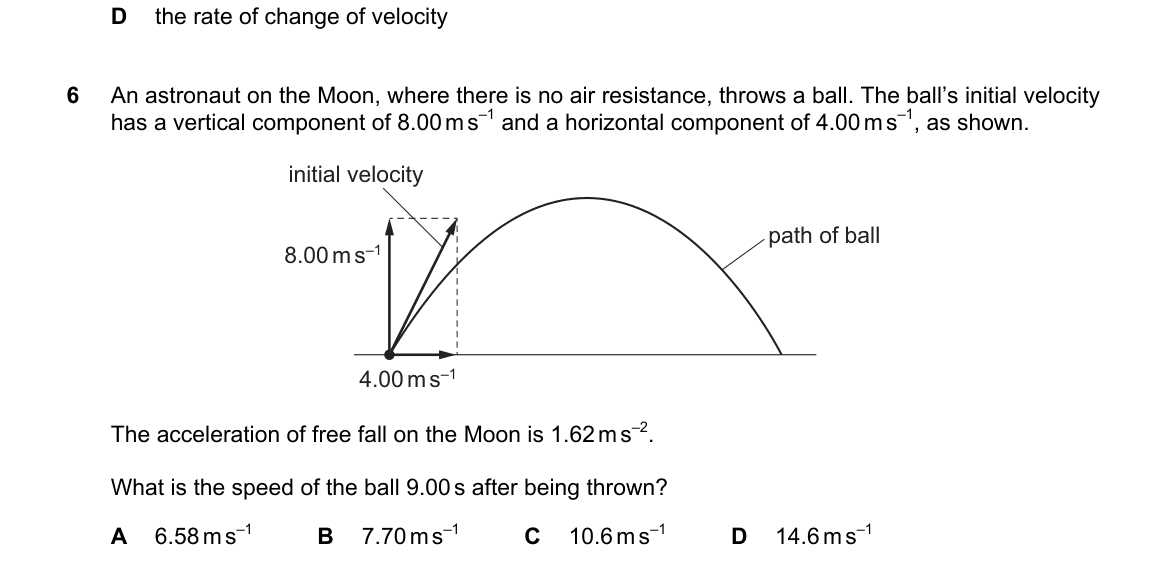 D the rate of change of velocity
6 An astronaut on the Moon, where there is no air resistance, throws a ball. The ball's initial velocity
has a vertical component of 8.00 m s⁻¹ and a horizontal component of 4.00 m s⁻¹, as shown.
initial velocity
path of ball
8.00 m s⁻¹
4.00 m s⁻¹
The acceleration of free fall on the Moon is 1.62 m s⁻².
What is the speed of the ball 9.00 s after being thrown?
A 6.58 m s⁻¹ B 7.70 m s⁻¹ C 10.6 m s⁻¹ D 14.6 m s⁻¹